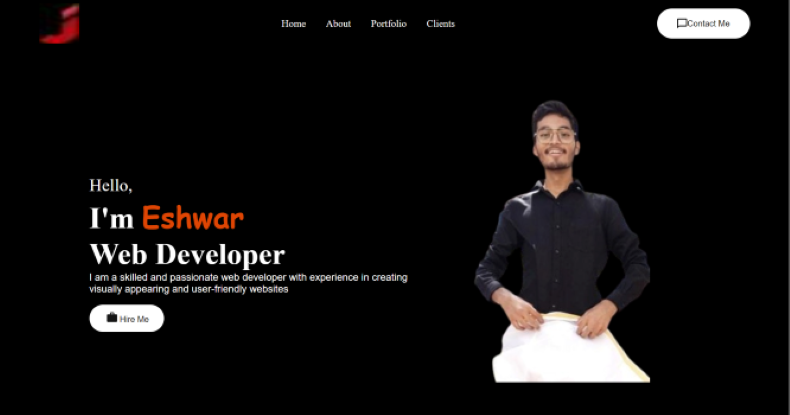 Home About Portfolio Clients Contact Me
Hello,
I'm Eshwar
Web Developer
I am a skilled and passionate web developer with experience in creating
visually appearing and user-friendly websites
Hire Me